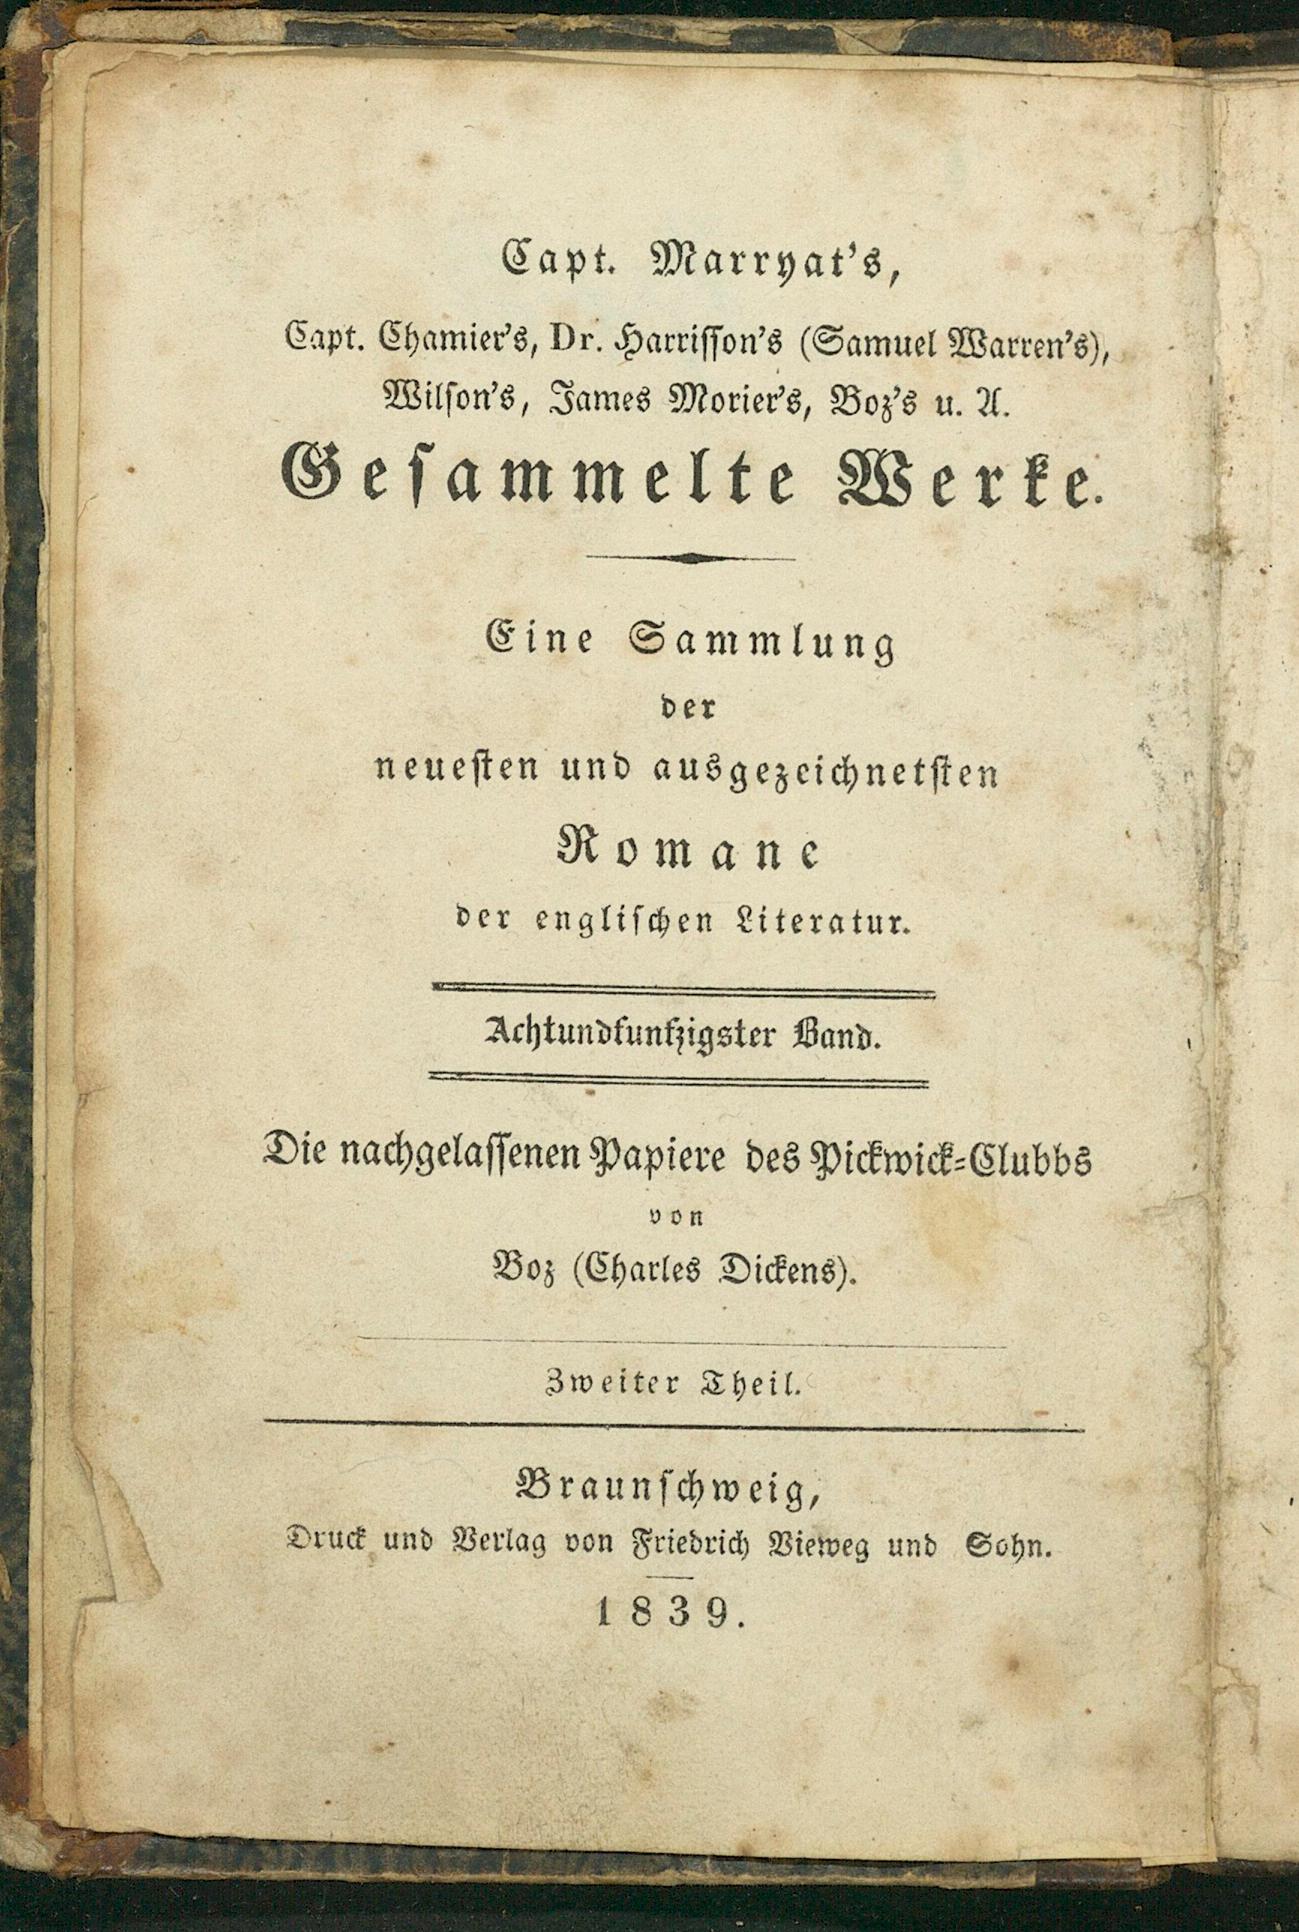 Capt. Marryat's,
Capt. Chamier's, Dr. Harriſſon's (Samuel Warren's),
Wilſon's, James Morier's, Boz's u. A.
Geſammelte Werke.
Eine Sammlung
der
neueſten und ausgezeichnetſten
Romane
der engliſchen Literatur.
Achtundfunfzigster Band.
Die nachgelaſſenen Papiere des Pickwick-Clubbs
von
Boz (Charles Dickens).
Zweiter Theil.
Braunſchweig,
Druck und Verlag von Friedrich Vieweg und Sohn.
1839.